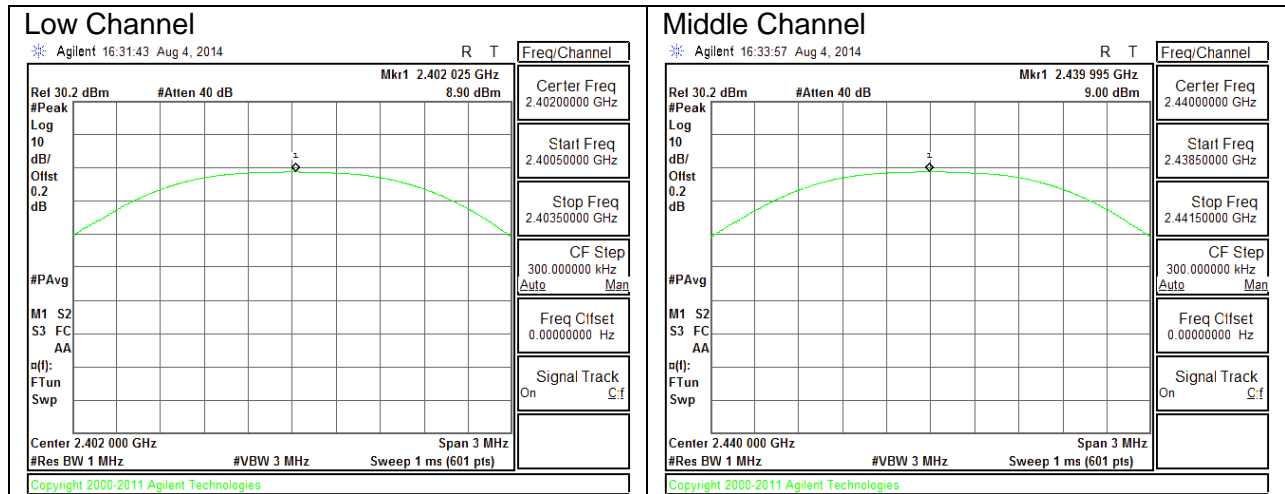 Low Channel
Agilent 16:31:43 Aug 4, 2014 R T
Freq/Channel
Mkr1 2.402 025 GHz
Ref 30.2 dBm #Atten 40 dB 8.90 dBm
#Peak
Log
10
dB/
Offst
0.2
dB
1
#PAvg
M1 S2
S3 FC
AA
¤(f):
FTun
Swp
Center 2.402 000 GHz Span 3 MHz
#Res BW 1 MHz #VBW 3 MHz Sweep 1 ms (601 pts)
Copyright 2000-2011 Agilent Technologies
Center Freq
2.40200000 GHz
Start Freq
2.40050000 GHz
Stop Freq
2.40350000 GHz
CF Step
300.000000 kHz
Auto Man
Freq Offset
0.00000000 Hz
Signal Track
On Off
Middle Channel
Agilent 16:33:57 Aug 4, 2014 R T
Freq/Channel
Mkr1 2.439 995 GHz
Ref 30.2 dBm #Atten 40 dB 9.00 dBm
#Peak
Log
10
dB/
Offst
0.2
dB
1
#PAvg
M1 S2
S3 FC
AA
¤(f):
FTun
Swp
Center 2.440 000 GHz Span 3 MHz
#Res BW 1 MHz #VBW 3 MHz Sweep 1 ms (601 pts)
Copyright 2000-2011 Agilent Technologies
Center Freq
2.44000000 GHz
Start Freq
2.43850000 GHz
Stop Freq
2.44150000 GHz
CF Step
300.000000 kHz
Auto Man
Freq Offset
0.00000000 Hz
Signal Track
On Off